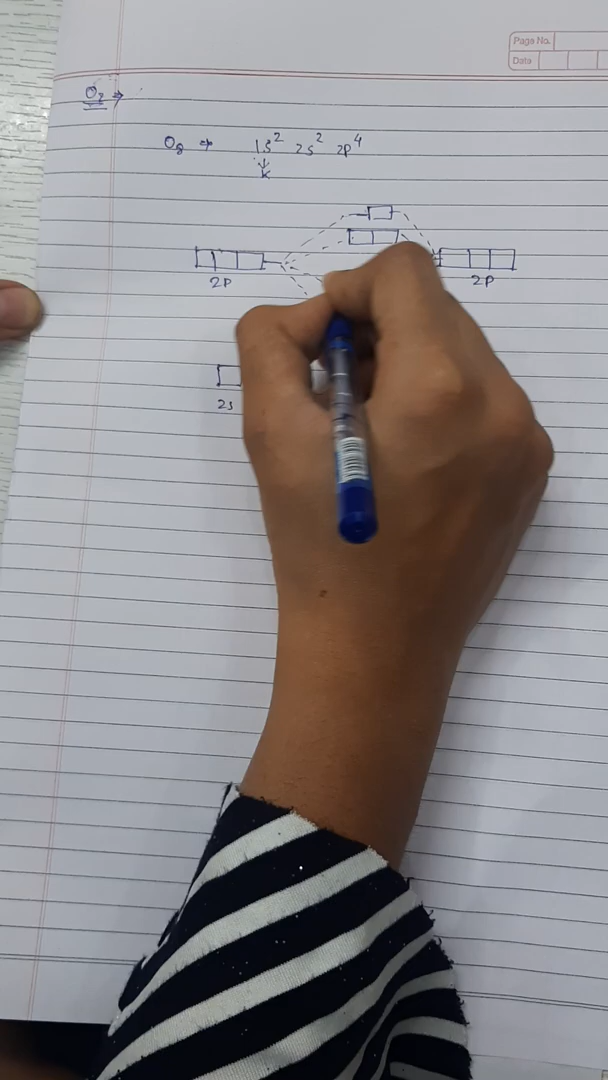 Page No.
Date
O₂ ⇒
O₈ ⇒ 1s² 2s² 2p⁴
↓
K
2P 2P
2s